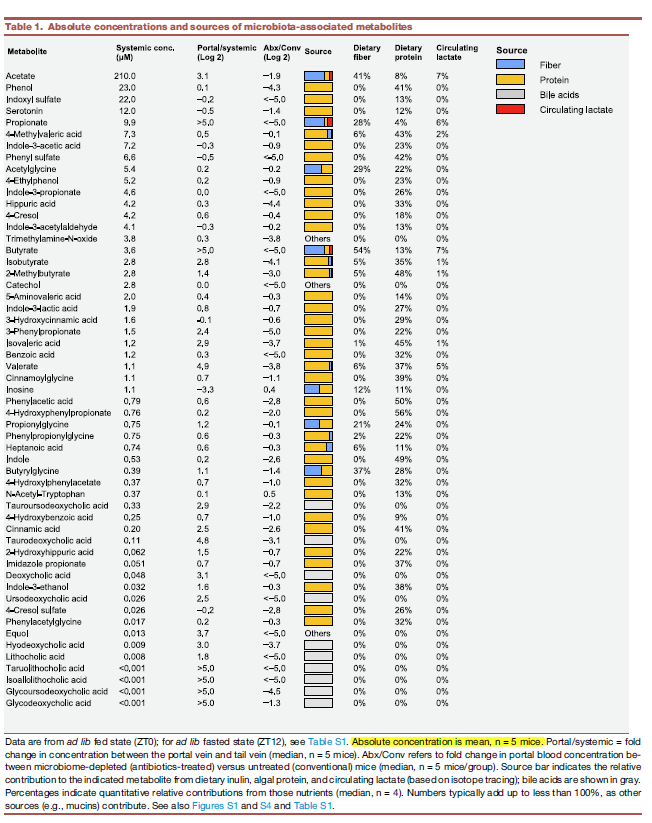 Table 1. Absolute concentrations and sources of microbiota-associated metabolites
Metabolite Systemic conc. (μM) Portal/systemic (Log 2) Abx/Conv (Log 2) Source Dietary fiber Dietary protein Circulating lactate
Source
Fiber
Protein
Bile acids
Circulating lactate
Acetate 210.0 3.1 −1.9 41% 8% 7%
Phenol 23.0 0.1 −4.3 0% 41% 0%
Indoxyl sulfate 22.0 −0.2 <−5.0 0% 13% 0%
Serotonin 12.0 −0.5 −1.4 0% 12% 0%
Propionate 9.9 >5.0 <−5.0 28% 4% 6%
4-Methylvaleric acid 7.3 0.5 −0.1 6% 43% 2%
Indole-3-acetic acid 7.2 −0.3 −0.9 0% 23% 0%
Phenyl sulfate 6.6 −0.5 <−5.0 0% 42% 0%
Acetylglycine 5.4 0.2 −0.2 29% 22% 0%
4-Ethylphenol 5.2 0.2 −0.9 0% 23% 0%
Indole-3-propionate 4.6 0.0 <−5.0 0% 26% 0%
Hippuric acid 4.2 0.3 −4.4 0% 33% 0%
4-Cresol 4.2 0.6 −0.4 0% 18% 0%
Indole-3-acetylaldehyde 4.1 −0.3 −0.2 0% 13% 0%
Trimethylamine-N-oxide 3.8 0.3 −3.8 Others 0% 0% 0%
Butyrate 3.6 >5.0 <−5.0 54% 13% 7%
Isobutyrate 2.8 2.8 −4.1 5% 35% 1%
2-Methylbutyrate 2.8 1.4 −3.0 5% 48% 1%
Catechol 2.8 0.0 <−5.0 Others 0% 0% 0%
5-Aminovaleric acid 2.0 0.4 −0.3 0% 14% 0%
Indole-3-lactic acid 1.9 0.8 −0.7 0% 27% 0%
3-Hydroxycinnamic acid 1.6 -0.1 −0.6 0% 29% 0%
3-Phenylpropionate 1.5 2.4 −5.0 0% 22% 0%
Isovaleric acid 1.2 2.9 −3.7 1% 45% 1%
Benzoic acid 1.2 0.3 <−5.0 0% 32% 0%
Valerate 1.1 4.9 −3.8 6% 37% 5%
Cinnamoylglycine 1.1 0.7 −1.1 0% 39% 0%
Inosine 1.1 −3.3 0.4 12% 11% 0%
Phenylacetic acid 0.79 0.6 −2.8 0% 50% 0%
4-Hydroxyphenylpropionate 0.76 0.2 −2.0 0% 56% 0%
Propionylglycine 0.75 1.2 −0.1 21% 24% 0%
Phenylpropionylglycine 0.75 0.6 −0.3 2% 22% 0%
Heptanoic acid 0.74 0.6 −0.3 6% 11% 0%
Indole 0.53 0.2 −2.6 0% 49% 0%
Butyrylglycine 0.39 1.1 −1.4 37% 28% 0%
4-Hydroxyphenylacetate 0.37 0.7 −1.0 0% 32% 0%
N-Acetyl-Tryptophan 0.37 0.1 0.5 0% 13% 0%
Tauroursodeoxycholic acid 0.33 2.9 −2.2 0% 0% 0%
4-Hydroxybenzoic acid 0.25 0.7 −1.0 0% 9% 0%
Cinnamic acid 0.20 2.5 −2.6 0% 41% 0%
Taurodeoxycholic acid 0.11 4.8 −3.1 0% 0% 0%
2-Hydroxyhippuric acid 0.062 1.5 −0.7 0% 22% 0%
Imidazole propionate 0.051 0.7 −0.7 0% 37% 0%
Deoxycholic acid 0.048 3.1 <−5.0 0% 0% 0%
Indole-3-ethanol 0.032 1.6 −0.3 0% 38% 0%
Ursodeoxycholic acid 0.026 2.5 <−5.0 0% 0% 0%
4-Cresol sulfate 0.026 −0.2 −2.8 0% 26% 0%
Phenylacetylglycine 0.017 0.2 −0.3 0% 32% 0%
Equol 0.013 3.7 <−5.0 Others 0% 0% 0%
Hyodeoxycholic acid 0.009 3.0 −3.7 0% 0% 0%
Lithocholic acid 0.008 1.8 <−5.0 0% 0% 0%
Taruolithocholic acid <0.001 >5.0 <−5.0 0% 0% 0%
Isoallolithocholic acid <0.001 >5.0 <−5.0 0% 0% 0%
Glycoursodeoxycholic acid <0.001 >5.0 −4.5 0% 0% 0%
Glycodeoxycholic acid <0.001 >5.0 −1.3 0% 0% 0%
Data are from ad lib fed state (ZT0); for ad lib fasted state (ZT12), see Table S1. Absolute concentration is mean, n = 5 mice. Portal/systemic = fold
change in concentration between the portal vein and tail vein (median, n = 5 mice). Abx/Conv refers to fold change in portal blood concentration be-
tween microbiome-depleted (antibiotics-treated) versus untreated (conventional) mice (median, n = 5 mice/group). Source bar indicates the relative
contribution to the indicated metabolite from dietary inulin, algal protein, and circulating lactate (based on isotope tracing); bile acids are shown in gray.
Percentages indicate quantitative relative contributions from those nutrients (median, n = 4). Numbers typically add up to less than 100%, as other
sources (e.g., mucins) contribute. See also Figures S1 and S4 and Table S1.